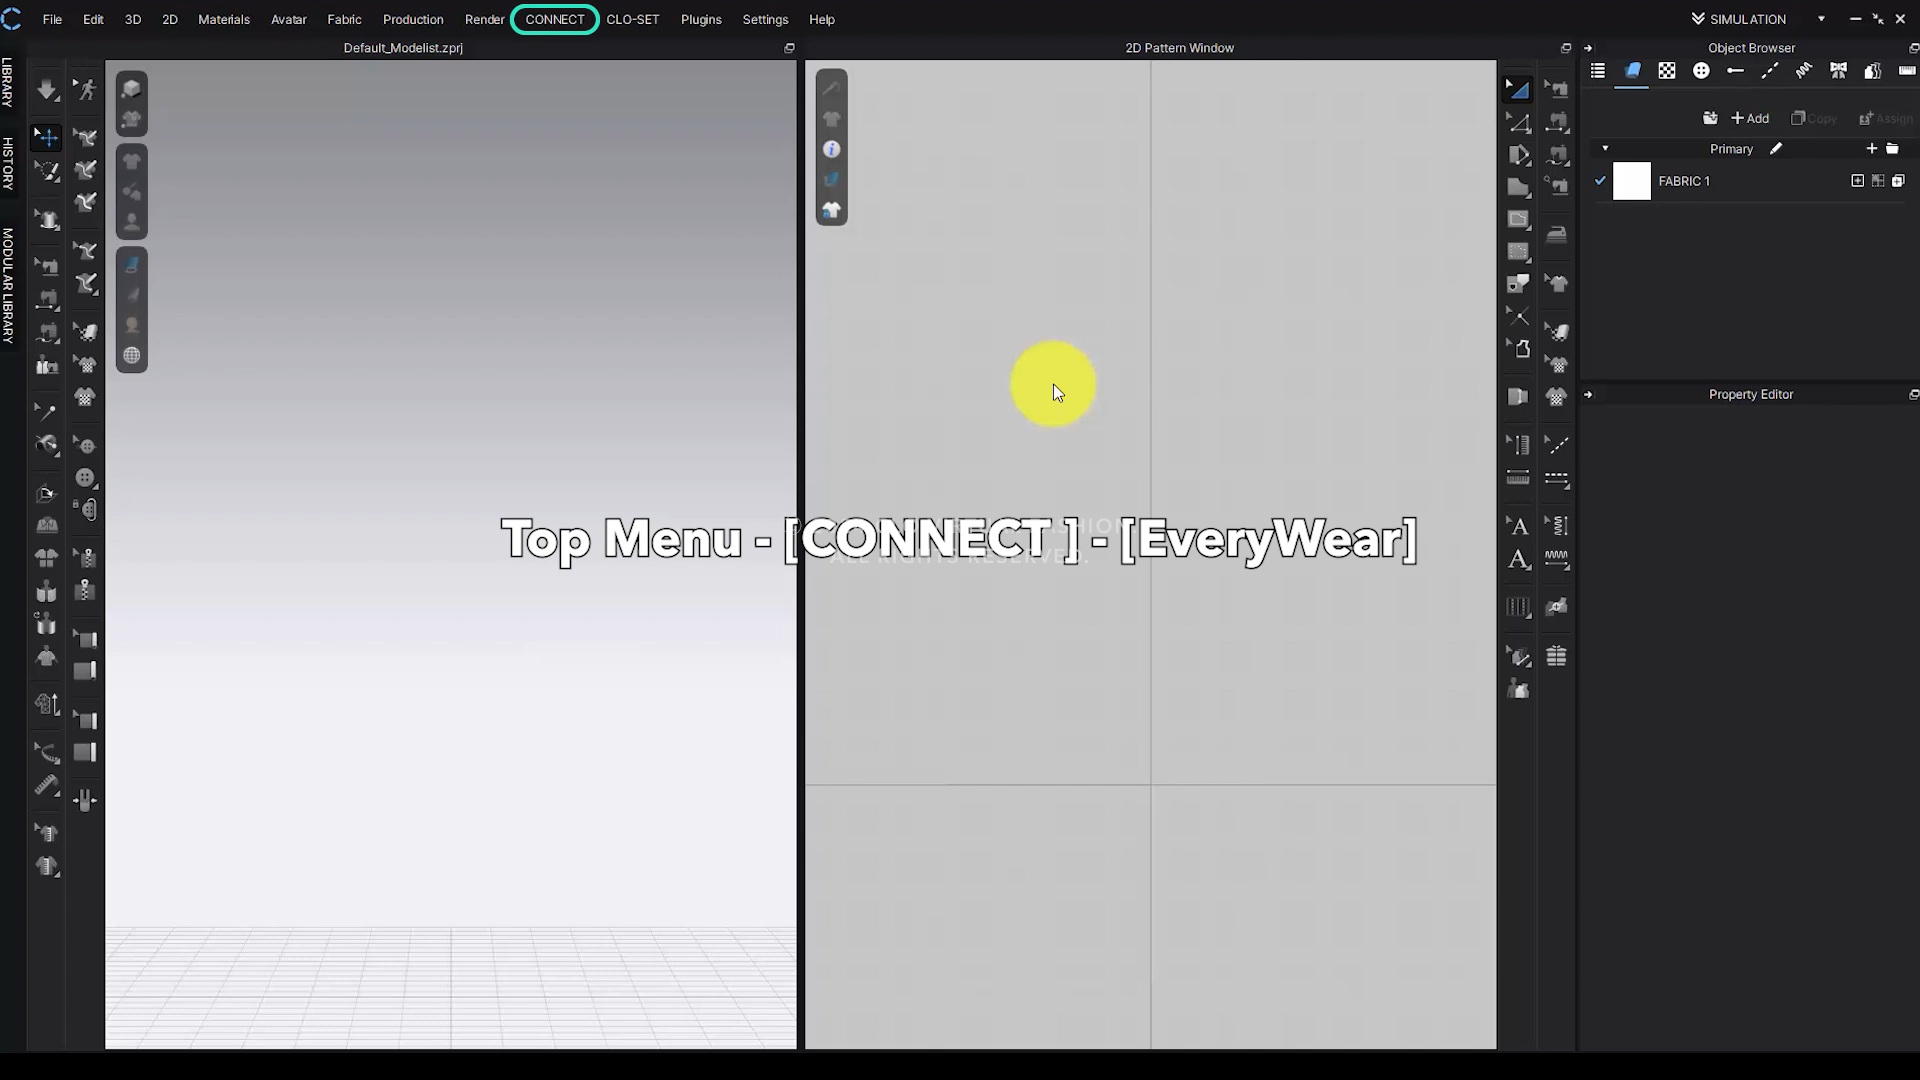 File Edit 3D 2D Materials Avatar Fabric Production Render CONNECT CLO-SET Plugins Settings Help
SIMULATION
Default_Modelist.zprj
2D Pattern Window
Object Browser
LIBRARY
HISTORY
MODULAR LIBRARY
Add
Copy
Assign
Primary
FABRIC 1
Property Editor
Top Menu - [CONNECT ] - [EveryWear]
ALL RIGHTS RESERVED.